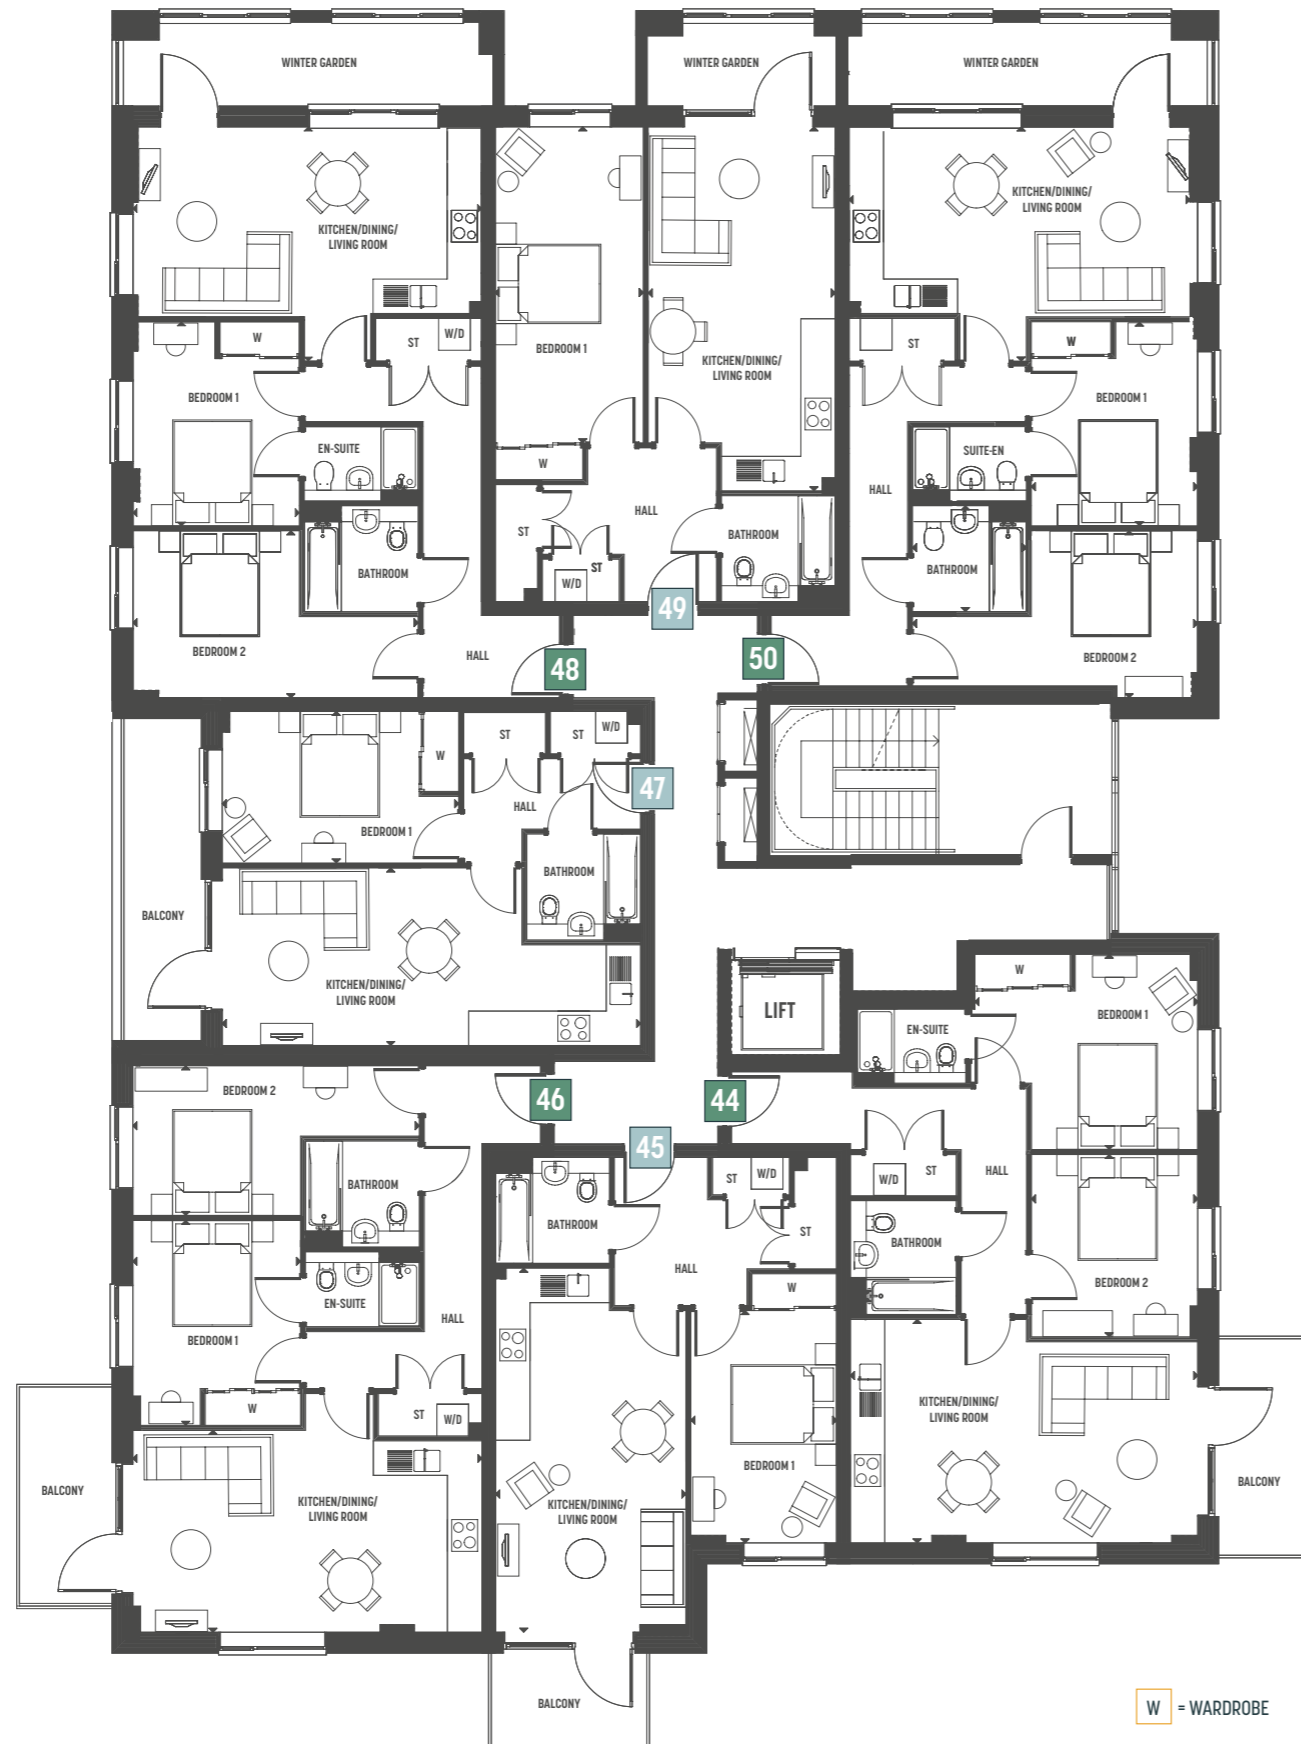 WINTER GARDEN
WINTER GARDEN
WINTER GARDEN
KITCHEN/DINING/
LIVING ROOM
KITCHEN/DINING/
LIVING ROOM
W
ST
W/D
BEDROOM 1
KITCHEN/DINING/
LIVING ROOM
ST
W
BEDROOM 1
BEDROOM 1
EN-SUITE
W
SUITE-EN
HALL
HALL
ST
BATHROOM
BATHROOM
ST
W/D
BATHROOM
49
BEDROOM 2
HALL
48
50
BEDROOM 2
ST
ST
W/D
W
47
HALL
BEDROOM 1
BATHROOM
BALCONY
KITCHEN/DINING/
LIVING ROOM
LIFT
W
BEDROOM 1
EN-SUITE
BEDROOM 2
46
44
45
BATHROOM
ST
W/D
W/D
ST
HALL
BATHROOM
ST
BATHROOM
HALL
W
BEDROOM 2
EN-SUITE
HALL
BEDROOM 1
W
ST
W/D
KITCHEN/DINING/
LIVING ROOM
BEDROOM 1
BALCONY
BALCONY
KITCHEN/DINING/
LIVING ROOM
KITCHEN/DINING/
LIVING ROOM
BALCONY
W = WARDROBE